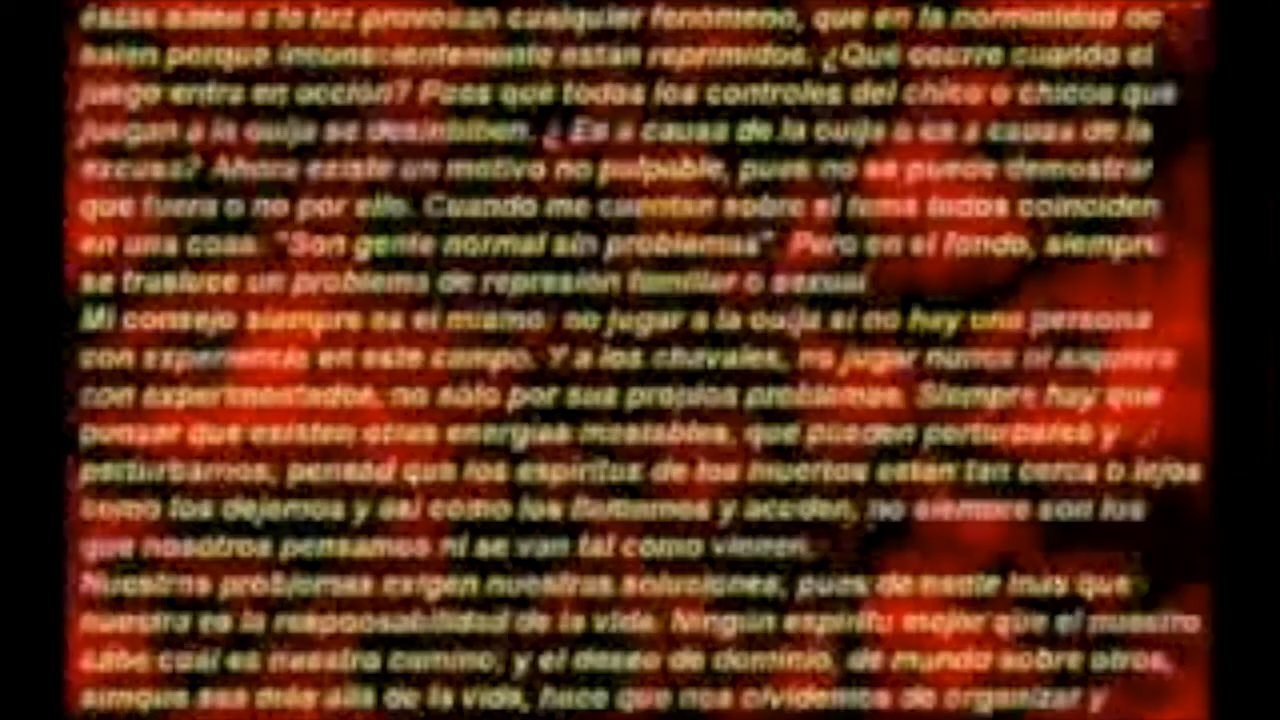 salen a la luz provocan cualquier fenómeno, que en la normalidad no
salen porque inconscientemente estan reprimidos. ¿Qué ocurre cuando el
juego entra en acción? Pues que todos los controles del chico o chicos que
juegan a la ouija se desinhiben. ¿Es a causa de la ouija o es a causa de la
excusa? Ahora existe un motivo no palpable, pues no se puede demostrar
que fuera o no por ello. Cuando me cuentan sobre el tema todos coinciden
en una cosa. "Son gente normal sin problemas". Pero en el fondo, siempre
se trasluce un problema de represión familiar o sexual
Mi consejo siempre es el mismo: no jugar a la ouija si no hay una persona
con experiencia en este campo. Y a los chavales, no jugar nunca ni siquiera
con experimentados, no sólo por sus propios problemas. Siempre hay que
pensar que existen otras energías inestables, que pueden perturbarles y
perturbarnos, pensad que los espíritus de los muertos estan tan cerca o lejos
como los dejemos y así como los llamamos y acceden, no siempre son los
que nosotros pensamos ni se van tal como vienen.
Nuestros problemas exigen nuestras soluciones, pues de nadie mas que
nuestra es la responsabilidad de la vida. Ningún espíritu mejor que el nuestro
sabe cual es nuestro camino, y el deseo de dominio, de mando sobre otros,
aunque sea más alla de la vida, hace que nos olvidemos de organizar y